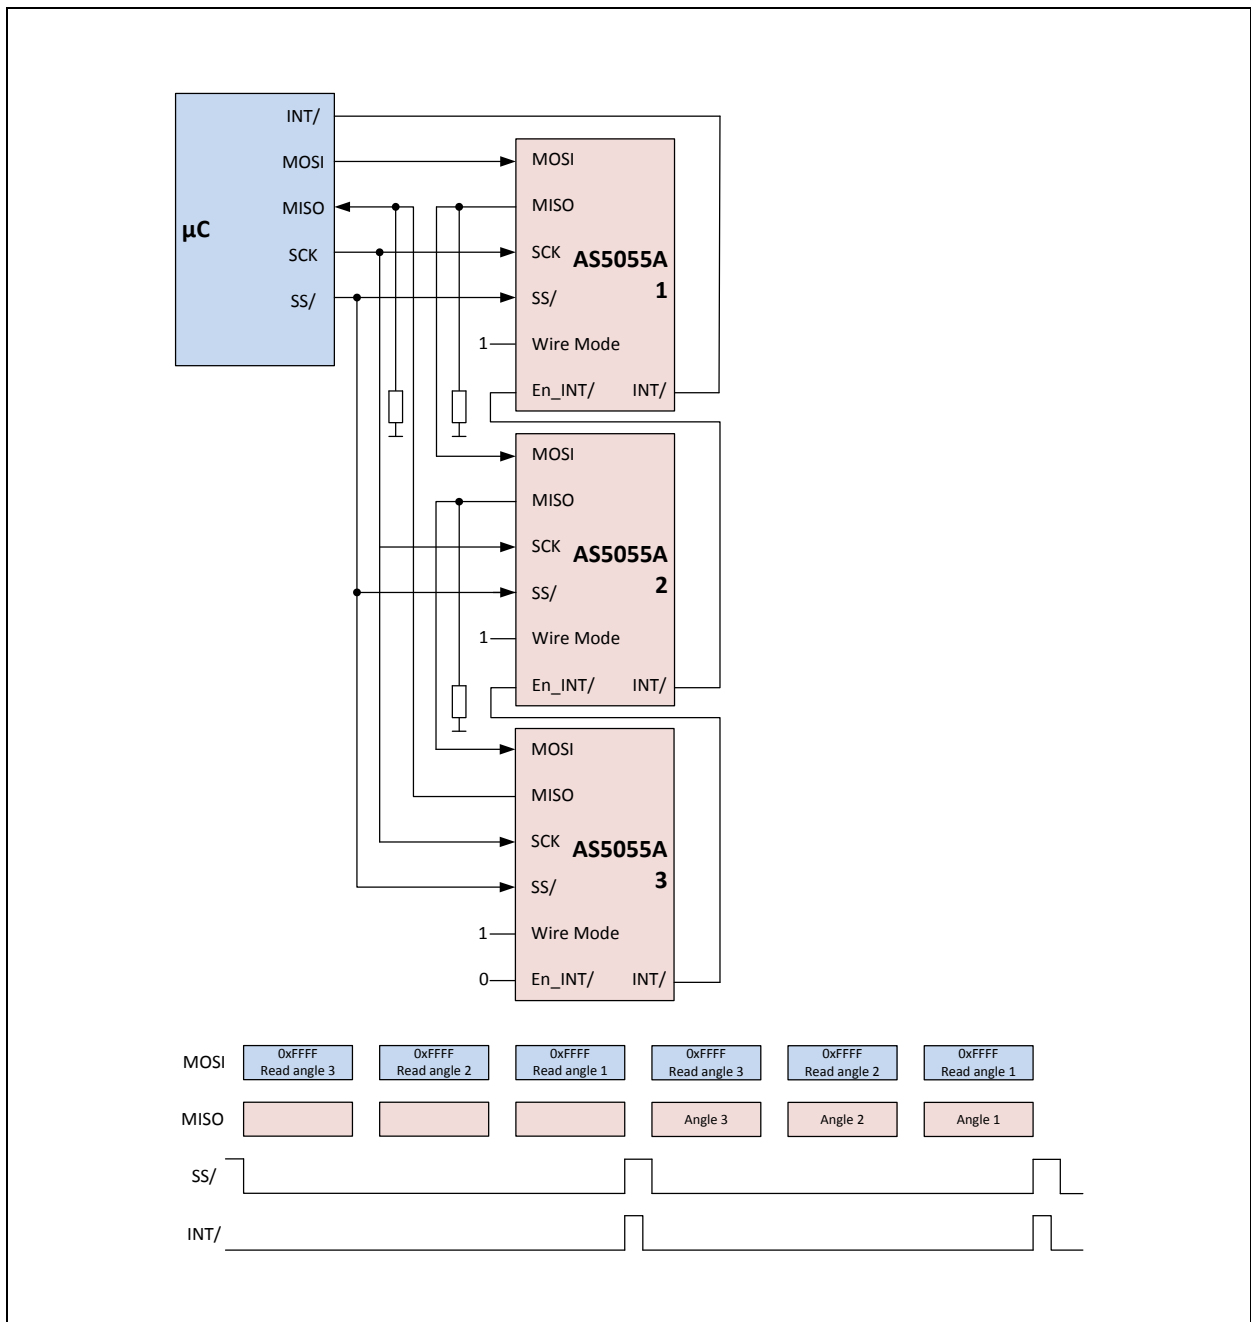 INT/
MOSI
MISO
µC
SCK
SS/
MOSI
MISO
SCK
AS5055A
1
SS/
1
Wire Mode
En_INT/ INT/
MOSI
MISO
SCK
AS5055A
2
SS/
1
Wire Mode
En_INT/ INT/
MOSI
MISO
SCK
AS5055A
3
SS/
1
Wire Mode
0
En_INT/ INT/
MOSI
0xFFFF
Read angle 3
0xFFFF
Read angle 2
0xFFFF
Read angle 1
0xFFFF
Read angle 3
0xFFFF
Read angle 2
0xFFFF
Read angle 1
MISO
Angle 3
Angle 2
Angle 1
SS/
INT/